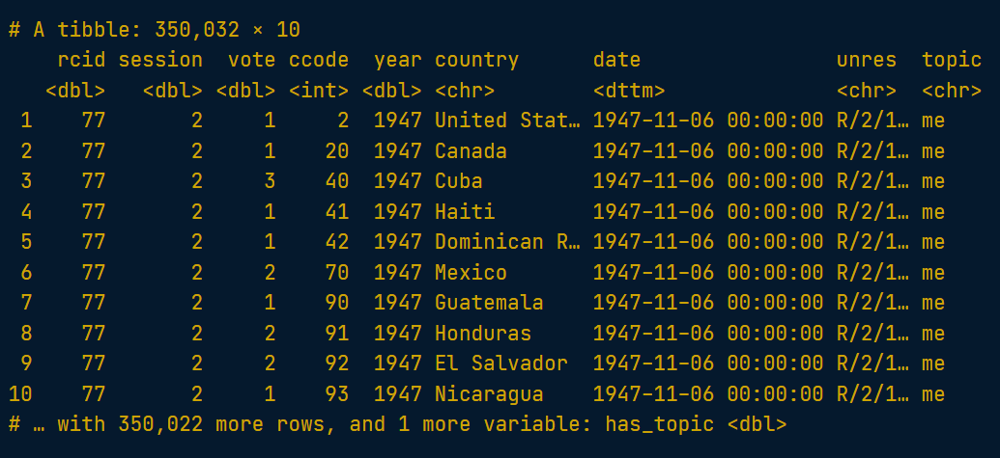 # A tibble: 350,032 × 10
    rcid session  vote ccode  year country       date                unres  topic
   <dbl>   <dbl> <dbl> <int> <dbl> <chr>         <dttm>              <chr>  <chr>
 1    77       2     1     2  1947 United Stat… 1947-11-06 00:00:00 R/2/1… me
 2    77       2     1    20  1947 Canada       1947-11-06 00:00:00 R/2/1… me
 3    77       2     3    40  1947 Cuba         1947-11-06 00:00:00 R/2/1… me
 4    77       2     1    41  1947 Haiti        1947-11-06 00:00:00 R/2/1… me
 5    77       2     1    42  1947 Dominican R… 1947-11-06 00:00:00 R/2/1… me
 6    77       2     2    70  1947 Mexico       1947-11-06 00:00:00 R/2/1… me
 7    77       2     1    90  1947 Guatemala    1947-11-06 00:00:00 R/2/1… me
 8    77       2     2    91  1947 Honduras     1947-11-06 00:00:00 R/2/1… me
 9    77       2     2    92  1947 El Salvador  1947-11-06 00:00:00 R/2/1… me
10    77       2     1    93  1947 Nicaragua    1947-11-06 00:00:00 R/2/1… me
# … with 350,022 more rows, and 1 more variable: has_topic <dbl>